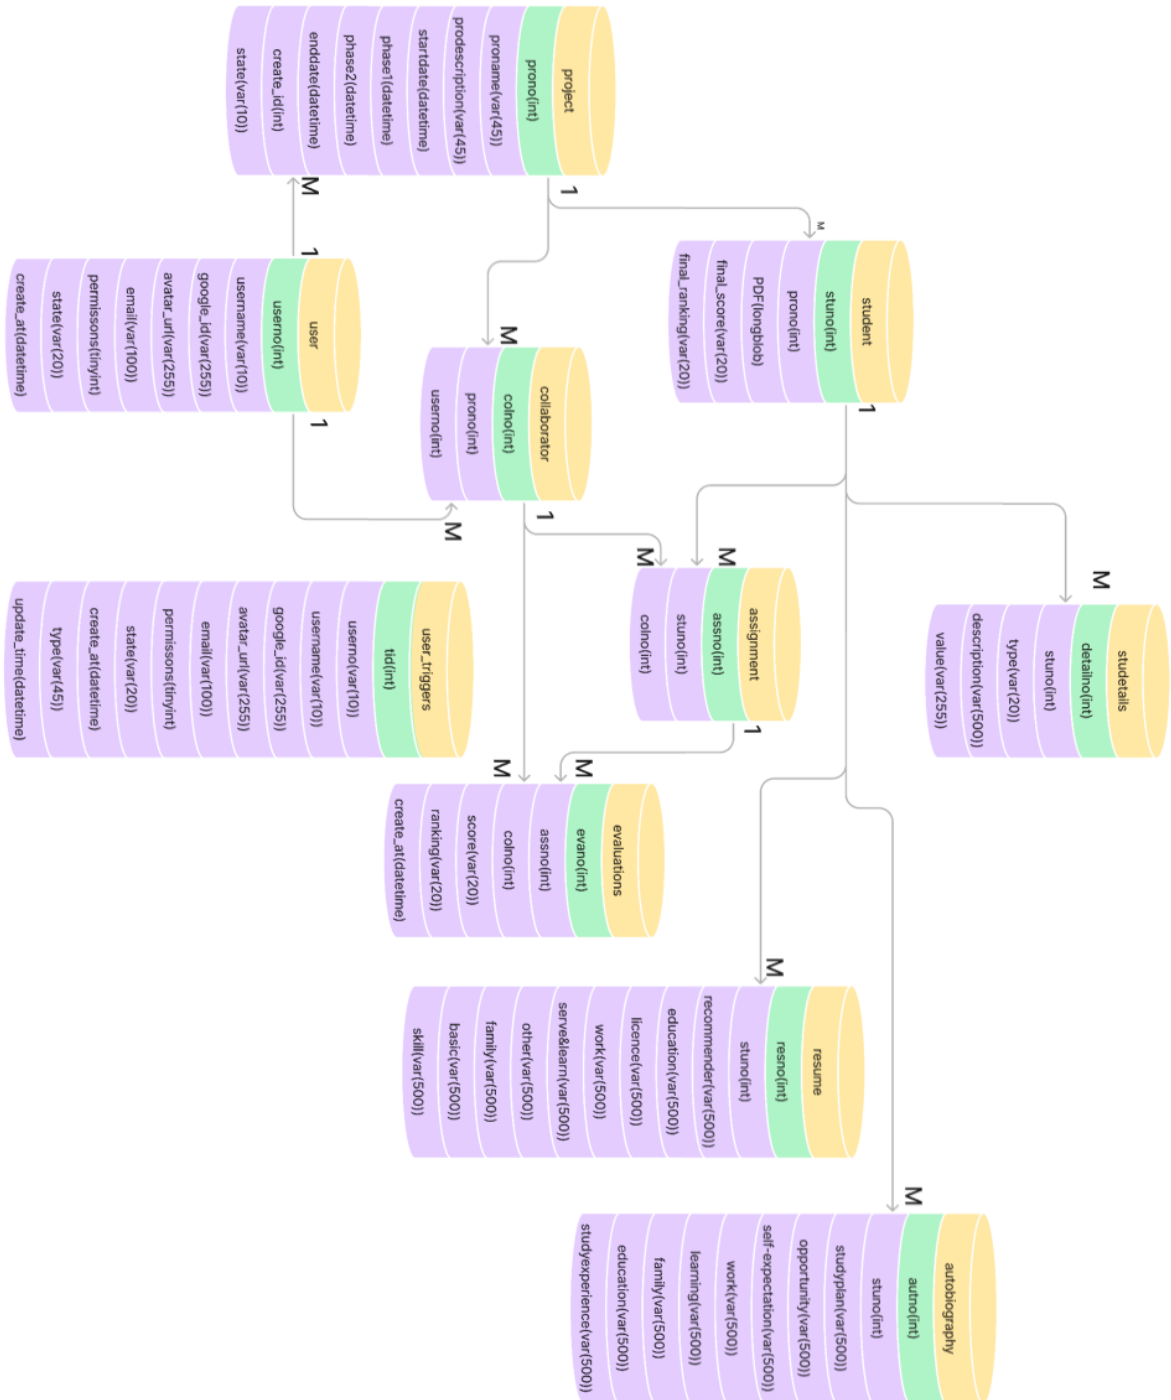 project
prono(int)
proname(var(45))
prodescription(var(45))
startdate(datetime)
phase1(datetime)
phase2(datetime)
enddate(datetime)
create_id(int)
state(var(10))
1
M
M
1
user
userno(int)
username(var(10))
google_id(var(255))
avatar_url(var(255))
email(var(100))
permissons(tinyint)
state(var(20))
create_at(datetime)
1
student
stuno(int)
prono(int)
PDF(longblob)
final_score(var(20))
final_ranking(var(20))
1
M
collaborator
colno(int)
prono(int)
userno(int)
1
M
user_triggers
tid(int)
userno(var(10))
username(var(10))
google_id(var(255))
avatar_url(var(255))
email(var(100))
permissons(tinyint)
state(var(20))
create_at(datetime)
type(var(45))
update_time(datetime)
M
M
assignment
assno(int)
stuno(int)
colno(int)
1
M
studetails
detailno(int)
stuno(int)
type(var(20))
description(var(500))
value(var(255))
M
M
evaluations
evano(int)
assno(int)
colno(int)
score(var(20))
ranking(var(20))
create_at(datetime)
M
resume
resno(int)
stuno(int)
recommender(var(500))
education(var(500))
licence(var(500))
work(var(500))
serve&learn(var(500))
other(var(500))
family(var(500))
basic(var(500))
skill(var(500))
M
autobiography
autno(int)
stuno(int)
studyplan(var(500))
opportunity(var(500))
self-expectation(var(500))
work(var(500))
learning(var(500))
family(var(500))
education(var(500))
studyexperience(var(500))